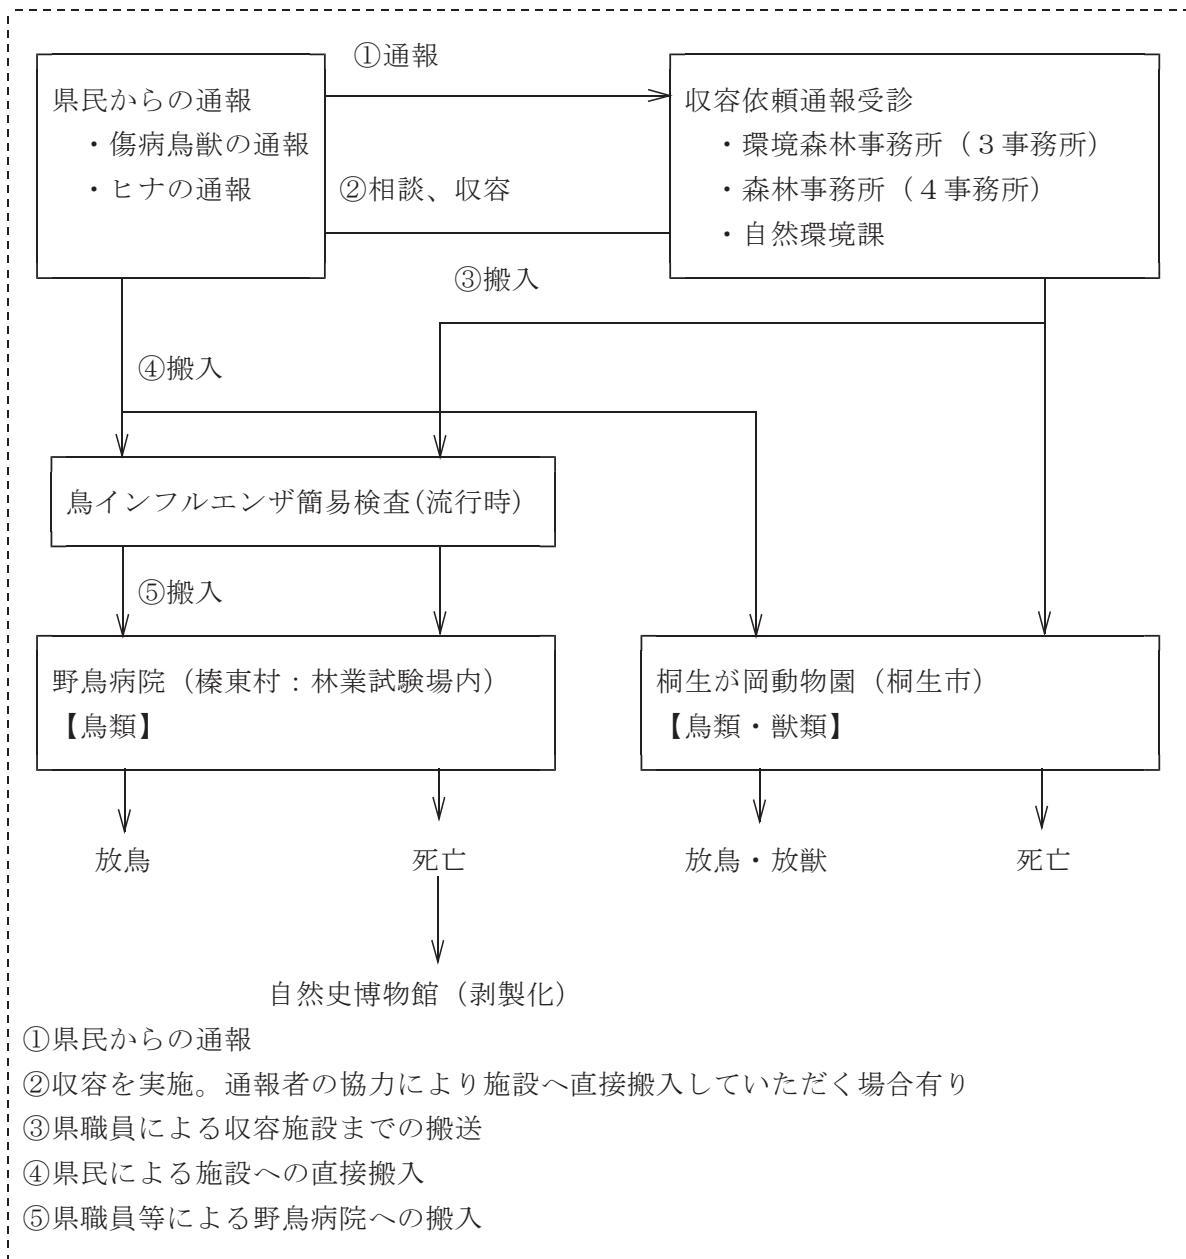 ①通報
県民からの通報
・傷病鳥獣の通報
・ヒナの通報
収容依頼通報受診
・環境森林事務所（３事務所）
・森林事務所（４事務所）
・自然環境課
②相談、収容
③搬入
④搬入
鳥インフルエンザ簡易検査(流行時)
⑤搬入
野鳥病院（榛東村：林業試験場内）
【鳥類】
桐生が岡動物園（桐生市）
【鳥類・獣類】
放鳥
死亡
放鳥・放獣
死亡
自然史博物館（剥製化）
①県民からの通報
②収容を実施。通報者の協力により施設へ直接搬入していただく場合有り
③県職員による収容施設までの搬送
④県民による施設への直接搬入
⑤県職員等による野鳥病院への搬入